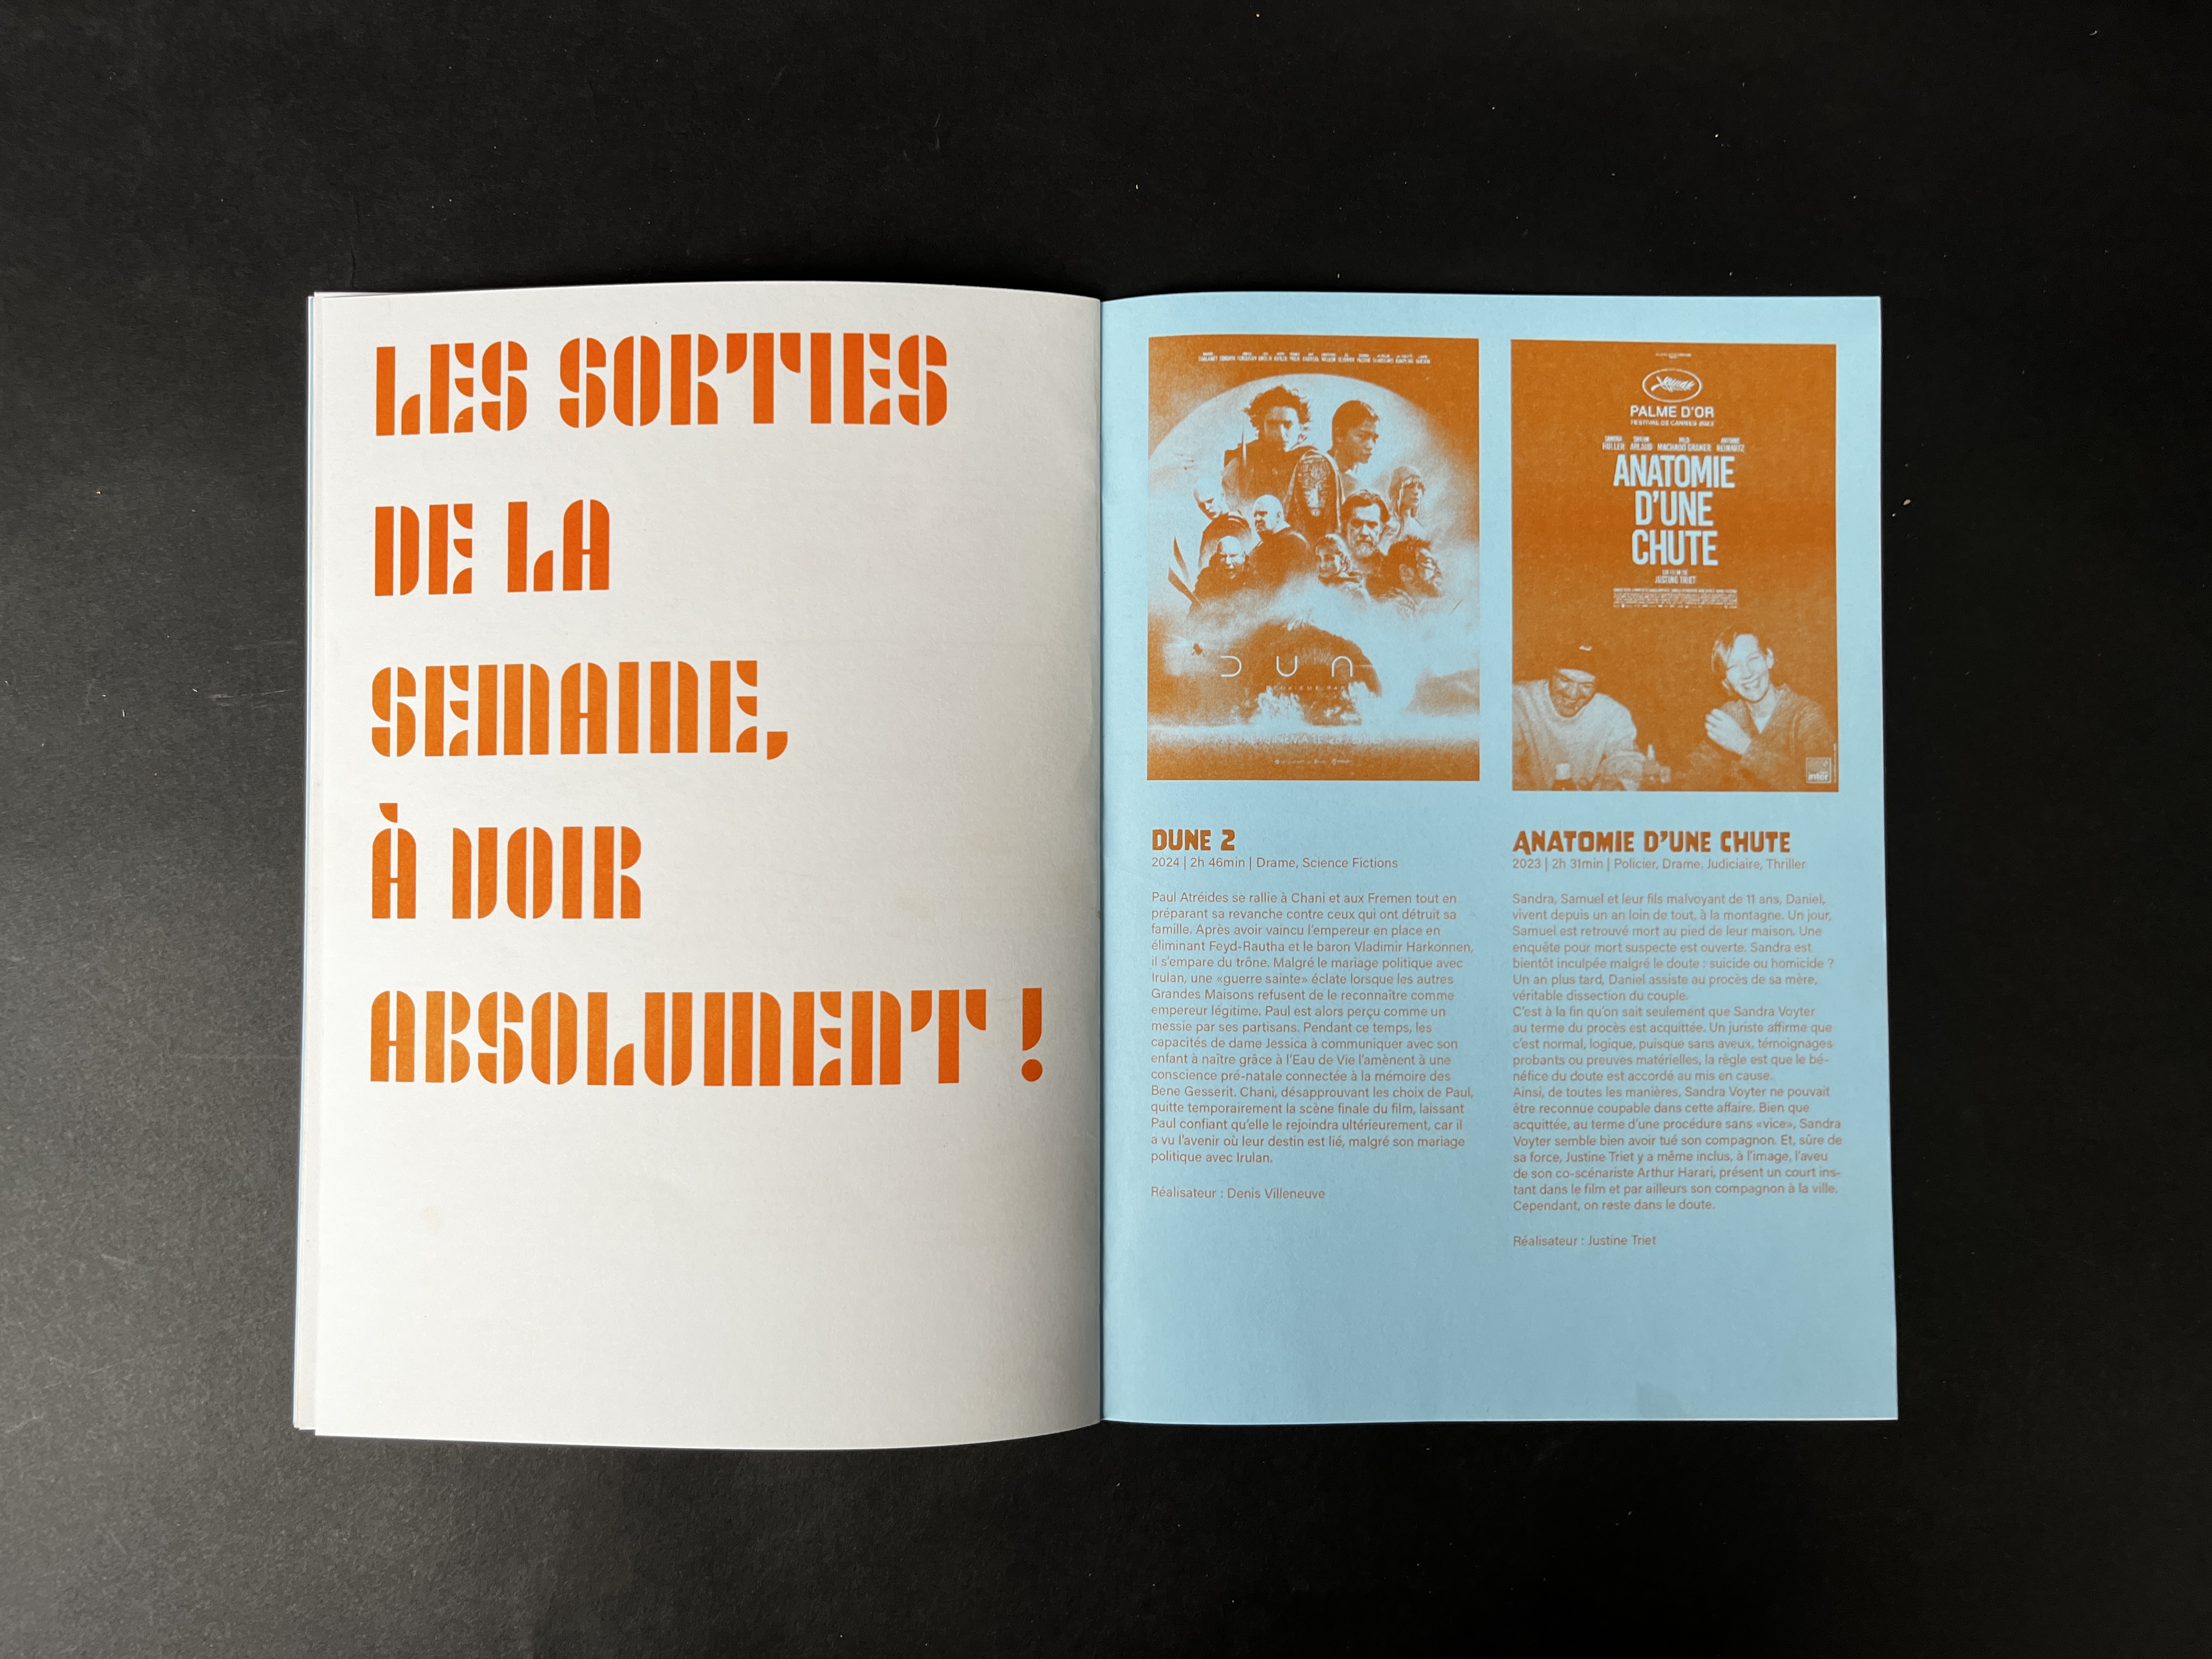 LES SORTIES
DE LA
SEMAINE,
À VOIR
ABSOLUMENT !
DUNE 2
2024 | 2h 46min | Drame, Science Fictions
Paul Atréides se rallie à Chani et aux Fremen tout en
préparant sa revanche contre ceux qui ont détruit sa
famille. Après avoir vaincu l'empereur en place en
éliminant Feyd-Rautha et le baron Vladimir Harkonnen,
il s'empare du trône. Malgré le mariage politique avec
Irulan, une «guerre sainte» éclate lorsque les autres
Grandes Maisons refusent de le reconnaître comme
empereur légitime. Paul est alors perçu comme un
messie par ses partisans. Pendant ce temps, les
capacités de dame Jessica à communiquer avec son
enfant à naître grâce à l'Eau de Vie l'amènent à une
conscience pré-natale connectée à la mémoire des
Bene Gesserit. Chani, désapprouvant les choix de Paul,
quitte temporairement la scène finale du film, laissant
Paul confiant qu'elle le rejoindra ultérieurement, car il
a vu l'avenir où leur destin est lié, malgré son mariage
politique avec Irulan.
Réalisateur : Denis Villeneuve
PALME D'OR
FESTIVAL DE CANNES 2023
ANATOMIE
D'UNE
CHUTE
JUSTINE TRIET
ANATOMIE D'UNE CHUTE
2023 | 2h 31min | Policier, Drame, Judiciaire, Thriller
Sandra, Samuel et leur fils malvoyant de 11 ans, Daniel,
vivent depuis un an loin de tout, à la montagne. Un jour,
Samuel est retrouvé mort au pied de leur maison. Une
enquête pour mort suspecte est ouverte. Sandra est
bientôt inculpée malgré le doute : suicide ou homicide ?
Un an plus tard, Daniel assiste au procès de sa mère,
véritable dissection du couple.
C'est à la fin qu'on sait seulement que Sandra Voyter
au terme du procès est acquittée. Un juriste affirme que
c'est normal, logique, puisque sans aveux, témoignages
probants ou preuves matérielles, la règle est que le bé-
néfice du doute est accordé au mis en cause.
Ainsi, de toutes les manières, Sandra Voyter ne pouvait
être reconnue coupable dans cette affaire. Bien que
acquittée, au terme d'une procédure sans «vice», Sandra
Voyter semble bien avoir tué son compagnon. Et, sûre de
sa force, Justine Triet y a même inclus, à l'image, l'aveu
de son co-scénariste Arthur Harari, présent un court ins-
tant dans le film et par ailleurs son compagnon à la ville.
Cependant, on reste dans le doute.
Réalisateur : Justine Triet